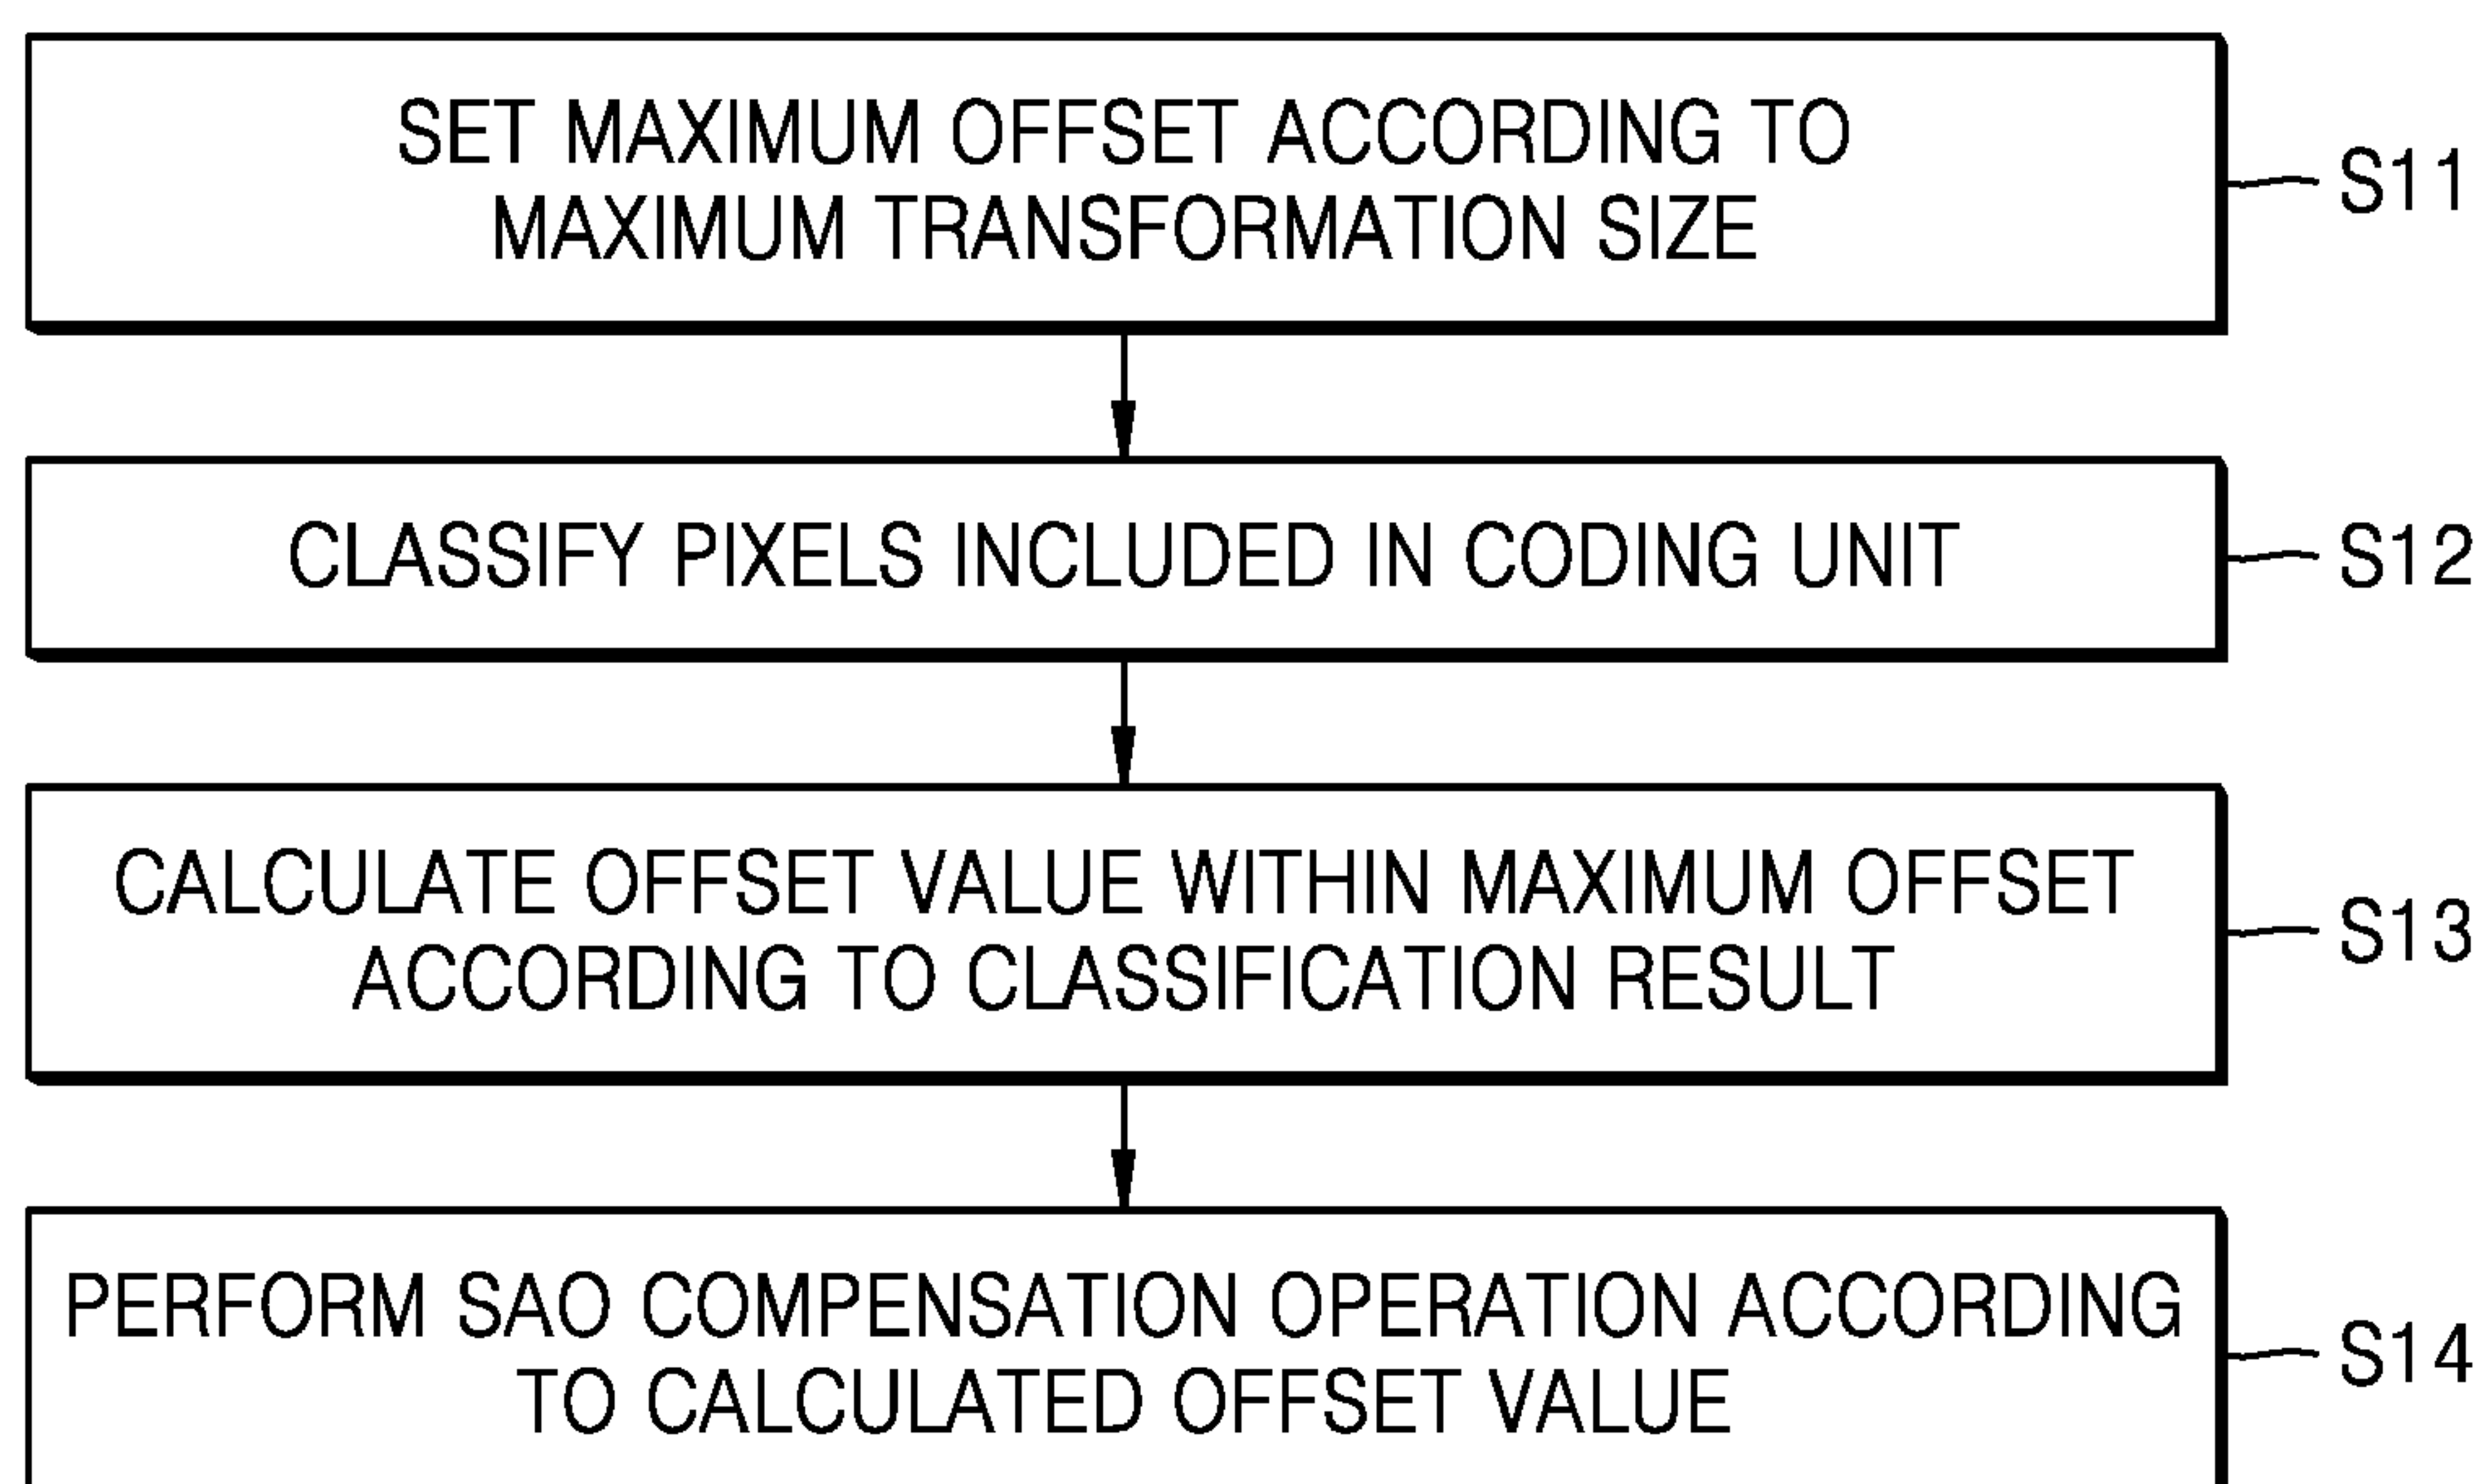 SET MAXIMUM OFFSET ACCORDING TO
MAXIMUM TRANSFORMATION SIZE
S11
CLASSIFY PIXELS INCLUDED IN CODING UNIT
S12
CALCULATE OFFSET VALUE WITHIN MAXIMUM OFFSET
ACCORDING TO CLASSIFICATION RESULT
S13
PERFORM SAO COMPENSATION OPERATION ACCORDING
TO CALCULATED OFFSET VALUE
S14